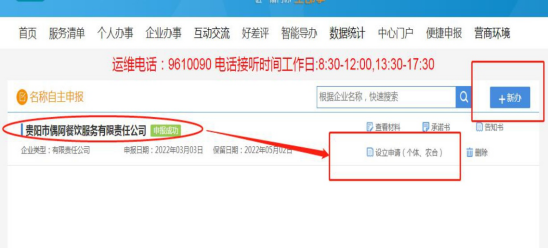 首页 服务清单 个人办事 企业办事 互动交流 好差评 智能导办 数据统计 中心门户 便捷申报 营商环境
运维电话：9610090 电话接听时间工作日:8:30-12:00,13:30-17:30
名称自主申报 根据企业名称，快速搜索 +新办
贵阳市偶阿餐饮服务有限责任公司 申报成功 查看材料 承诺书 告知书
企业类型：有限责任公司 申报日期：2022年03月03日 保留日期：2022年05月02日 设立申请（个体、农合） 删除